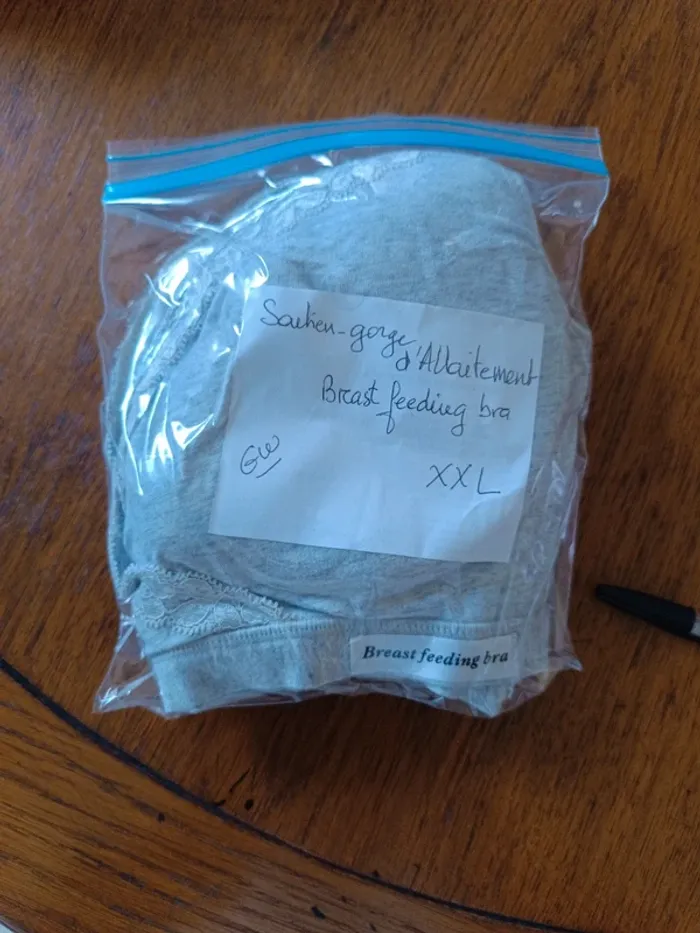 Soutien-gorge
d'Allaitement
Breast feeding bra
GW
XXL
Breast feeding bra